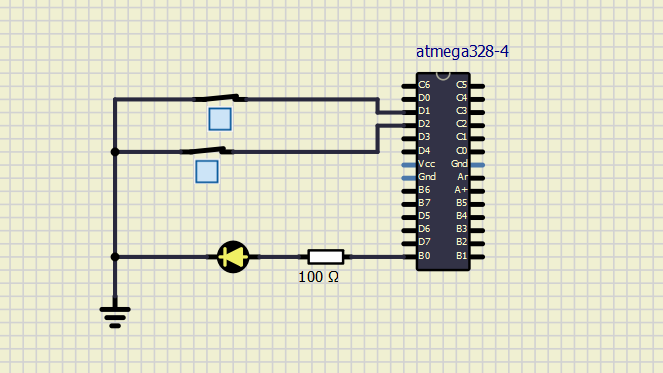 atmega328-4
C6 C5
D0 C4
D1 C3
D2 C2
D3 C1
D4 C0
Vcc Gnd
Gnd Ar
B6 A+
B7 B5
D5 B4
D6 B3
D7 B2
B0 B1
100 Ω